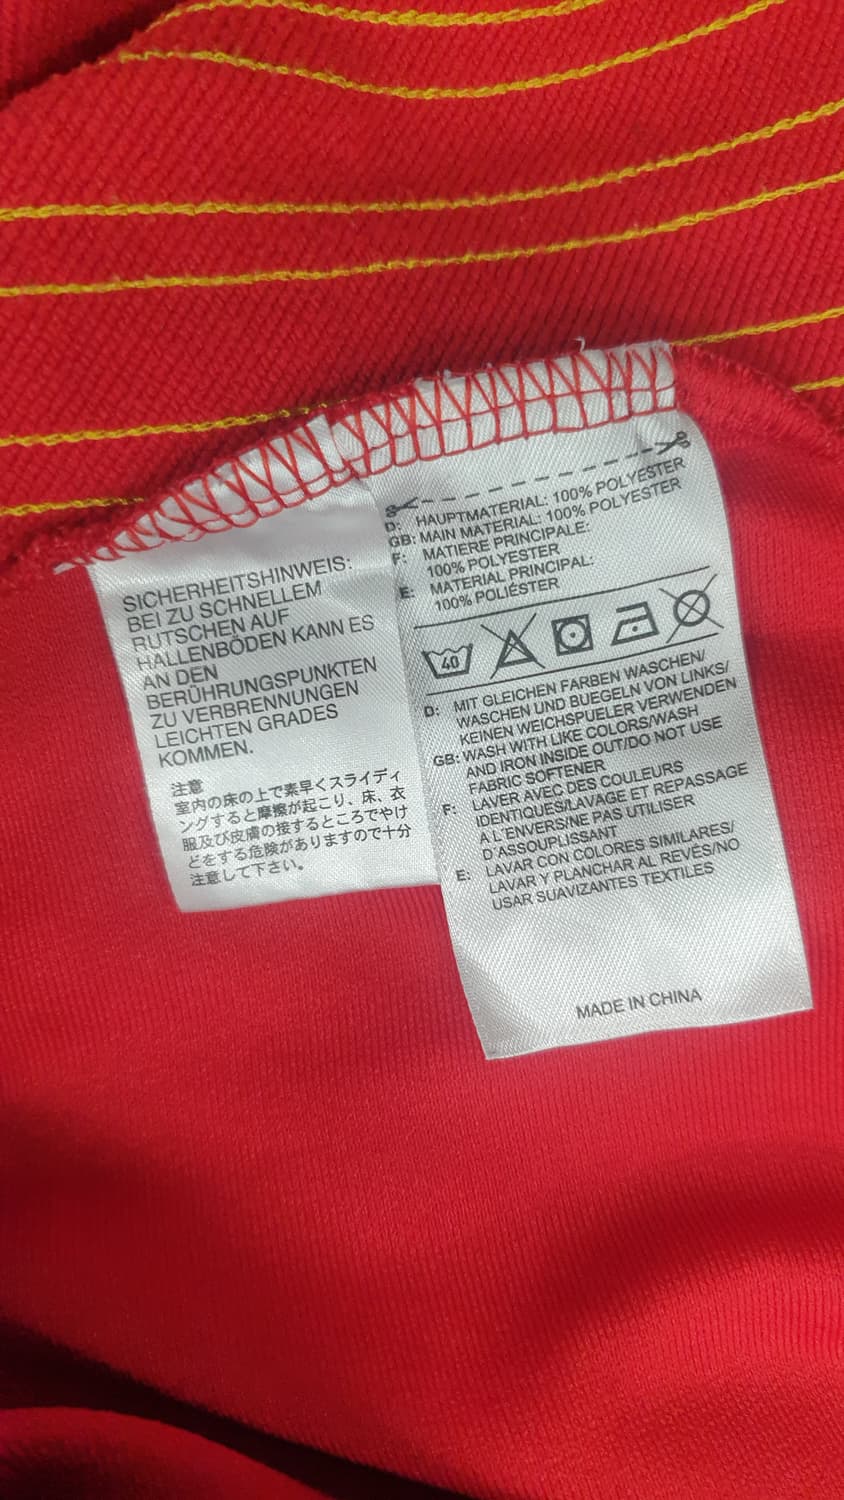 SICHERHEITSHINWEIS:
BEI ZU SCHNELLEM
RUTSCHEN AUF
HALLENBÖDEN KANN ES
AN DEN
BERÜHRUNGSPUNKTEN
ZU VERBRENNUNGEN
LEICHTEN GRADES
KOMMEN.
注意
室内の床の上で素早くスライディ
ングすると摩擦が起こり、床、衣
服及び皮膚の接するところでやけ
どをする危険がありますので十分
注意して下さい。
D: HAUPTMATERIAL: 100% POLYESTER
GB: MAIN MATERIAL: 100% POLYESTER
F: MATIERE PRINCIPALE:
100% POLYESTER
E: MATERIAL PRINCIPAL:
100% POLIÉSTER
40
D: MIT GLEICHEN FARBEN WASCHEN/
WASCHEN UND BUEGELN VON LINKS/
KEINEN WEICHSPUELER VERWENDEN
GB: WASH WITH LIKE COLORS/WASH
AND IRON INSIDE OUT/DO NOT USE
FABRIC SOFTENER
F: LAVER AVEC DES COULEURS
IDENTIQUES/LAVAGE ET REPASSAGE
A L'ENVERS/NE PAS UTILISER
D'ASSOUPLISSANT
E: LAVAR CON COLORES SIMILARES/
LAVAR Y PLANCHAR AL REVÉS/NO
USAR SUAVIZANTES TEXTILES
MADE IN CHINA